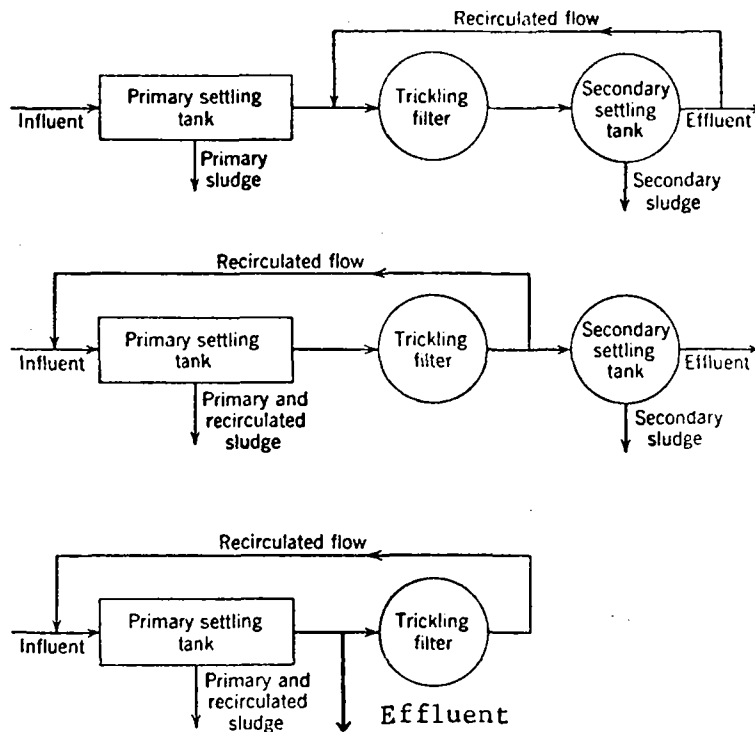 Recirculated flow
Influent
Primary settling
tank
Trickling
filter
Secondary
settling
tank
Effluent
Primary
sludge
Secondary
sludge
Recirculated flow
Influent
Primary settling
tank
Trickling
filter
Secondary
settling
tank
Effluent
Primary and
recirculated
sludge
Secondary
sludge
Recirculated flow
Influent
Primary settling
tank
Trickling
filter
Primary and
recirculated
sludge
Effluent